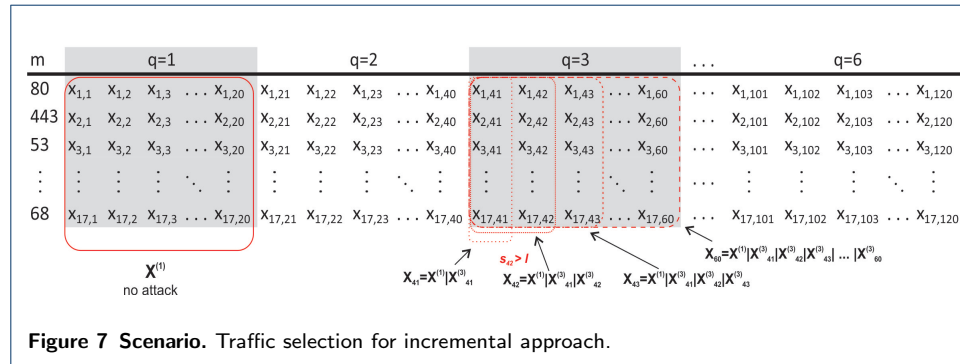 m q=1 q=2 q=3 ... q=6
80 X1,1 X1,2 X1,3 ... X1,20 X1,21 X1,22 X1,23 ... X1,40 X1,41 X1,42 X1,43 ... X1,60 ... X1,101 X1,102 X1,103 ... X1,120
443 X2,1 X2,2 X2,3 ... X2,20 X2,21 X2,22 X2,23 ... X2,40 X2,41 X2,42 X2,43 ... X2,60 ... X2,101 X2,102 X2,103 ... X2,120
53 X3,1 X3,2 X3,3 ... X3,20 X3,21 X3,22 X3,23 ... X3,40 X3,41 X3,42 X3,43 ... X3,60 ... X3,101 X3,102 X3,103 ... X3,120
⋮ ⋮ ⋮ ⋮ ⋱ ⋮ ⋮ ⋮ ⋮ ⋱ ⋮ ⋮ ⋮ ⋮ ⋱ ⋮ ... ⋮ ⋮ ⋮ ⋱ ⋮
68 X17,1 X17,2 X17,3 ... X17,20 X17,21 X17,22 X17,23 ... X17,40 X17,41 X17,42 X17,43 ... X17,60 ... X17,101 X17,102 X17,103 ... X17,120
X(1)
no attack
s42 > l
X41=X(1)|X(3)41
X42=X(1)|X(3)41|X(3)42
X43=X(1)|X(3)41|X(3)42|X(3)43
X60=X(1)|X(3)41|X(3)42|X(3)43| ... |X(3)60
Figure 7 Scenario. Traffic selection for incremental approach.